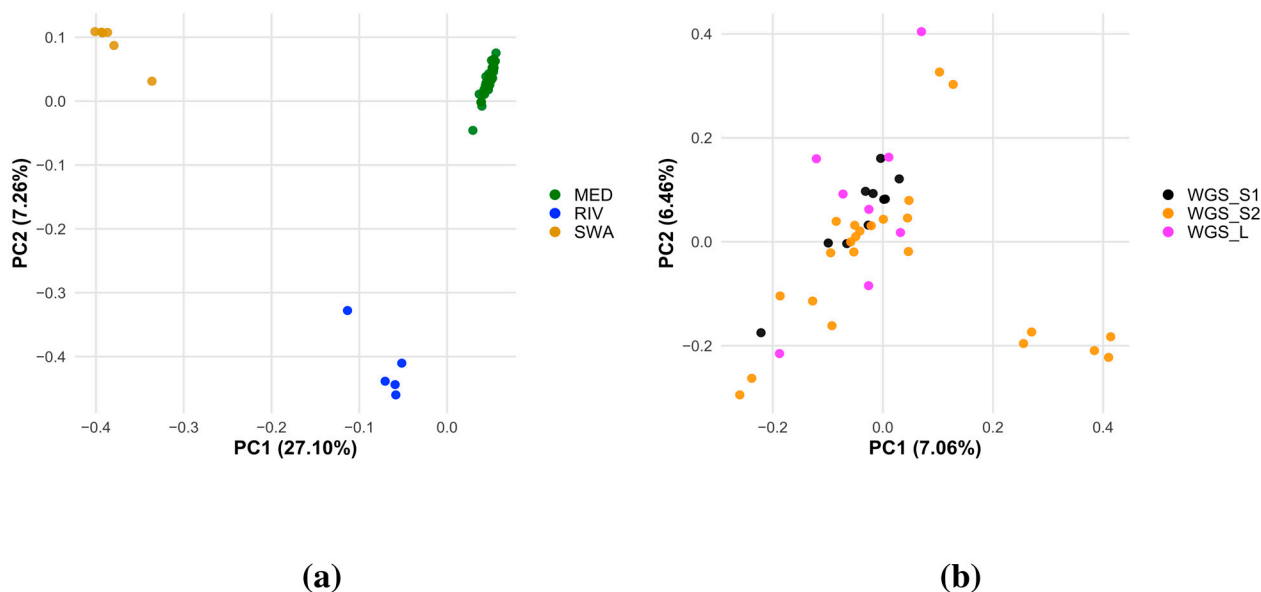 0.1
0.0
−0.1
−0.2
−0.3
−0.4
PC2 (7.26%)
−0.4 −0.3 −0.2 −0.1 0.0
PC1 (27.10%)
MED
RIV
SWA
(a)
0.4
0.2
0.0
−0.2
PC2 (6.46%)
−0.2 0.0 0.2 0.4
PC1 (7.06%)
WGS_S1
WGS_S2
WGS_L
(b)